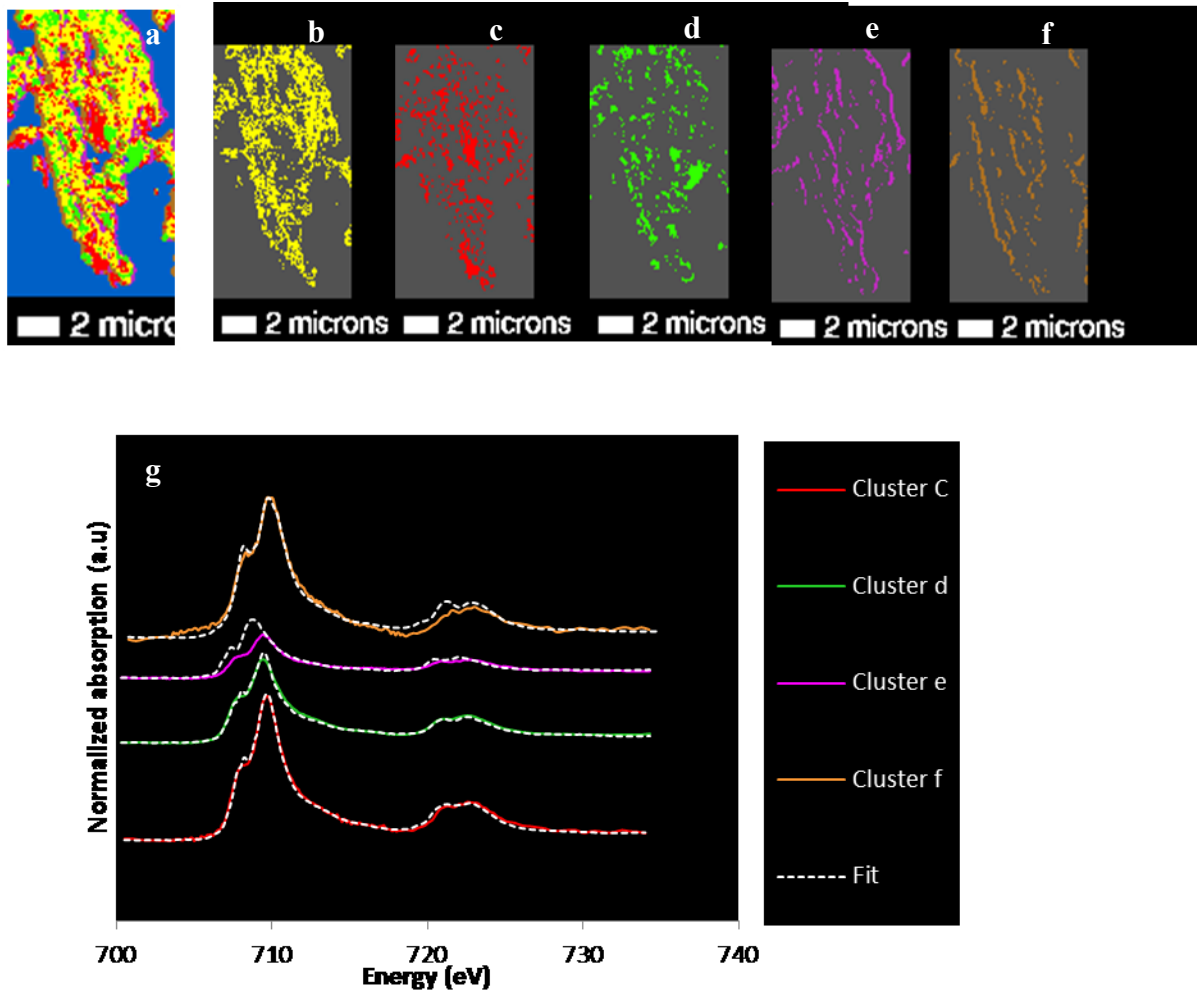 a b c d e f
2 micro
2 microns
2 microns
2 microns
2 microns
2 microns
g
Normalized absorption (a.u)
700 710 720 730 740
Energy (eV)
Cluster C
Cluster d
Cluster e
Cluster f
Fit